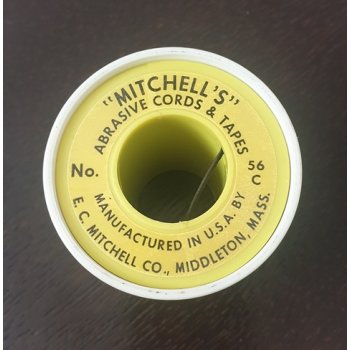 "MITCHELL'S"
ABRASIVE CORDS & TAPES
No. 56
C
MANUFACTURED IN U.S.A. BY
E. C. MITCHELL CO., MIDDLETON, MASS.